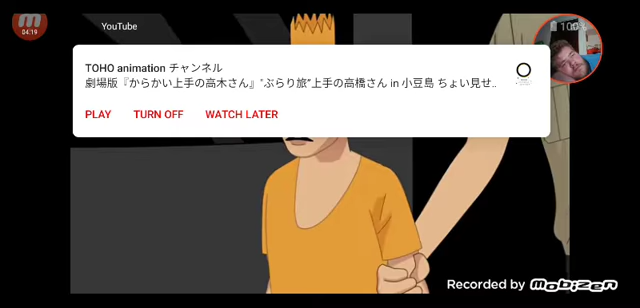 04:19
YouTube
100%
TOHO animation チャンネル
劇場版『からかい上手の高木さん』"ぶらり旅"上手の高橋さん in 小豆島 ちょい見せ..
PLAY TURN OFF WATCH LATER
Recorded by mobizen